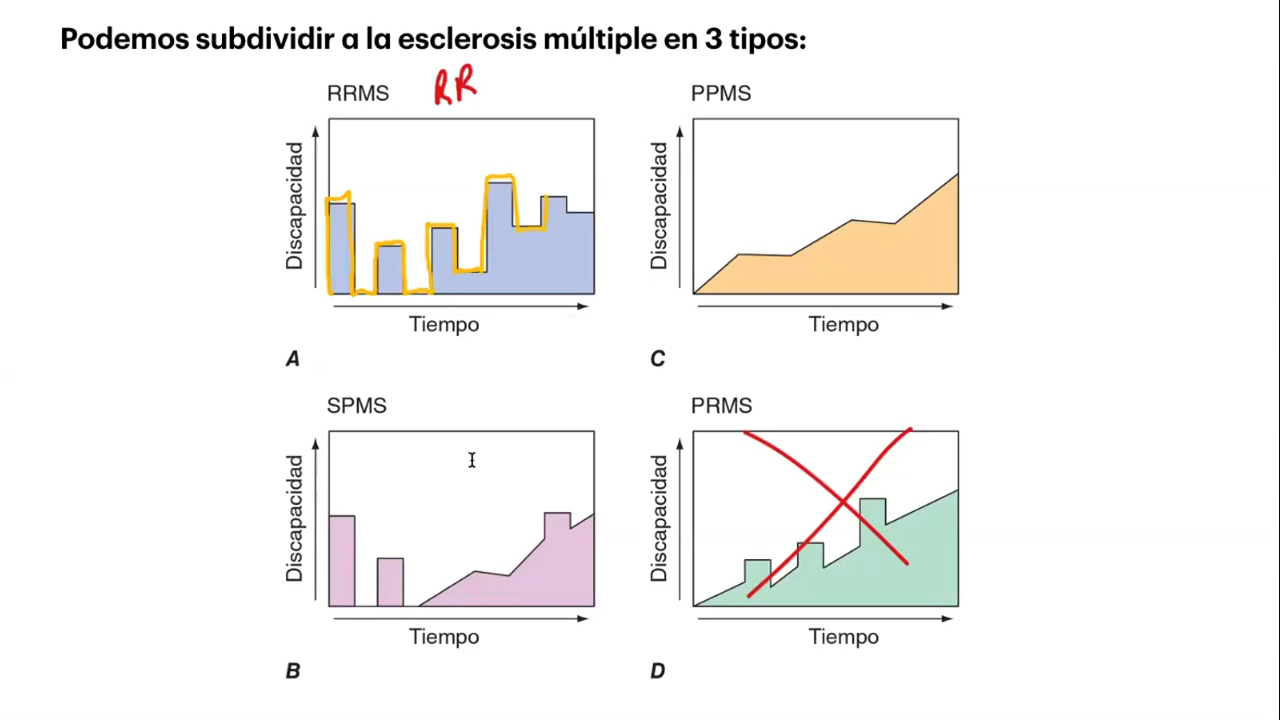 Podemos subdividir a la esclerosis múltiple en 3 tipos:
RRMS RR
Discapacidad
Tiempo
A
PPMS
Discapacidad
Tiempo
C
SPMS
Discapacidad
Tiempo
B
PRMS
Discapacidad
Tiempo
D